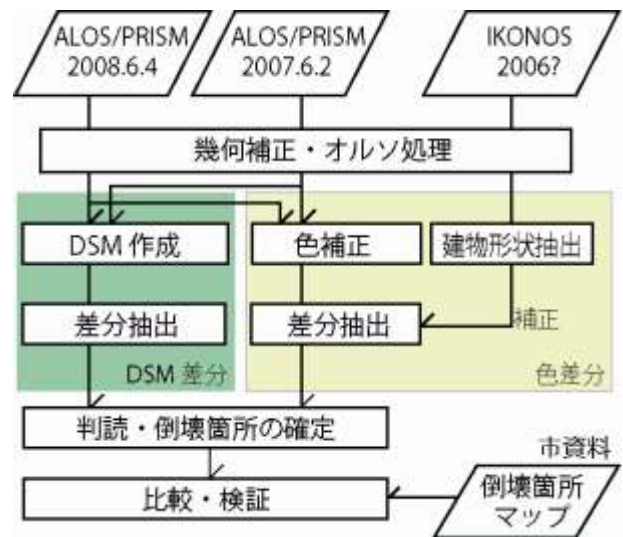 ALOS/PRISM
2008.6.4
ALOS/PRISM
2007.6.2
IKONOS
2006?
幾何補正・オルソ処理
DSM 作成
色補正
建物形状抽出
差分抽出
差分抽出
補正
DSM 差分
色差分
判読・倒壊箇所の確定
市資料
比較・検証
倒壊箇所
マップ